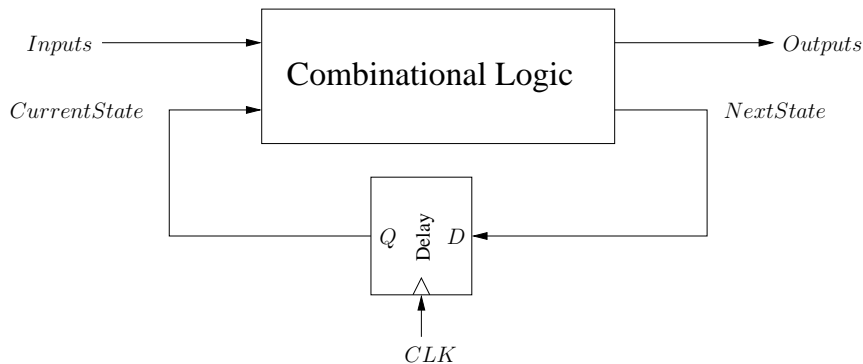 Inputs
Combinational Logic
Outputs
CurrentState
NextState
Q
Delay
D
CLK